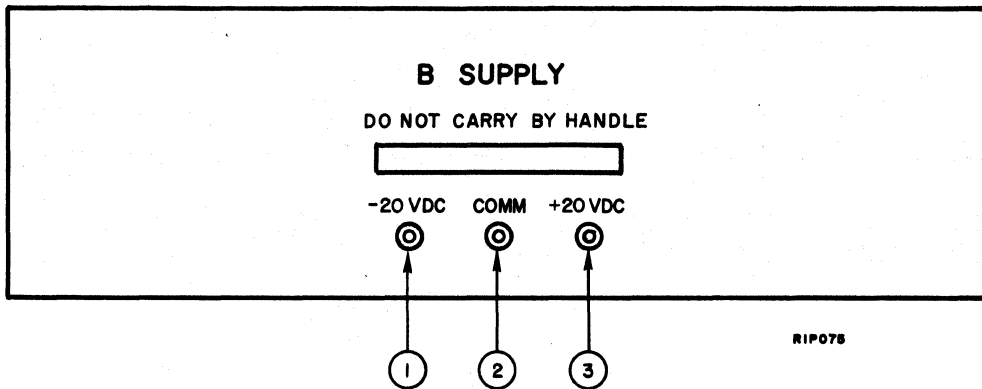 B SUPPLY
DO NOT CARRY BY HANDLE
-20 VDC COMM +20 VDC
RIP075
1 2 3